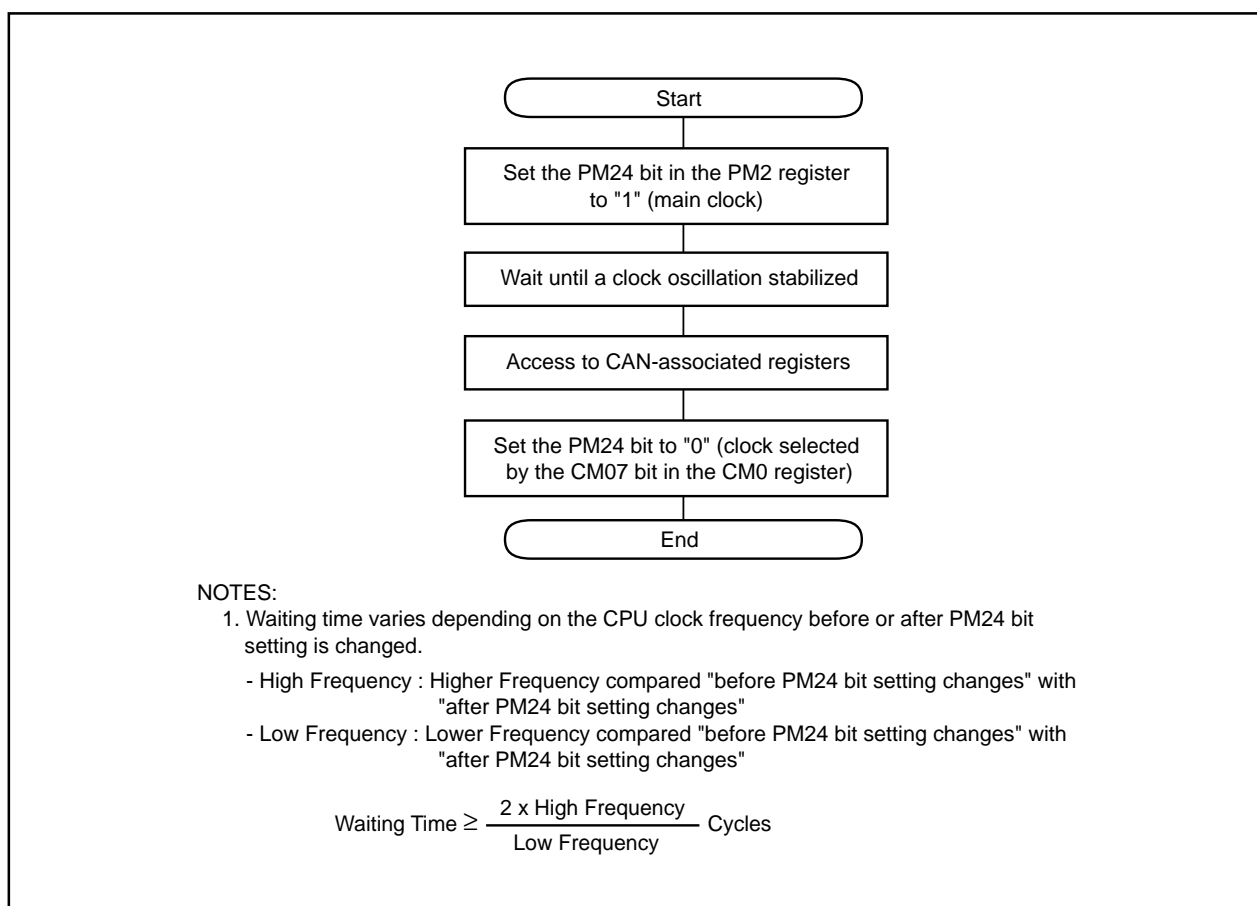 Start
Set the PM24 bit in the PM2 register
to "1" (main clock)
Wait until a clock oscillation stabilized
Access to CAN-associated registers
Set the PM24 bit to "0" (clock selected
by the CM07 bit in the CM0 register)
End
NOTES:
1. Waiting time varies depending on the CPU clock frequency before or after PM24 bit
setting is changed.
- High Frequency : Higher Frequency compared "before PM24 bit setting changes" with
"after PM24 bit setting changes"
- Low Frequency : Lower Frequency compared "before PM24 bit setting changes" with
"after PM24 bit setting changes"
2 x High Frequency
Waiting Time ≥ Cycles
Low Frequency